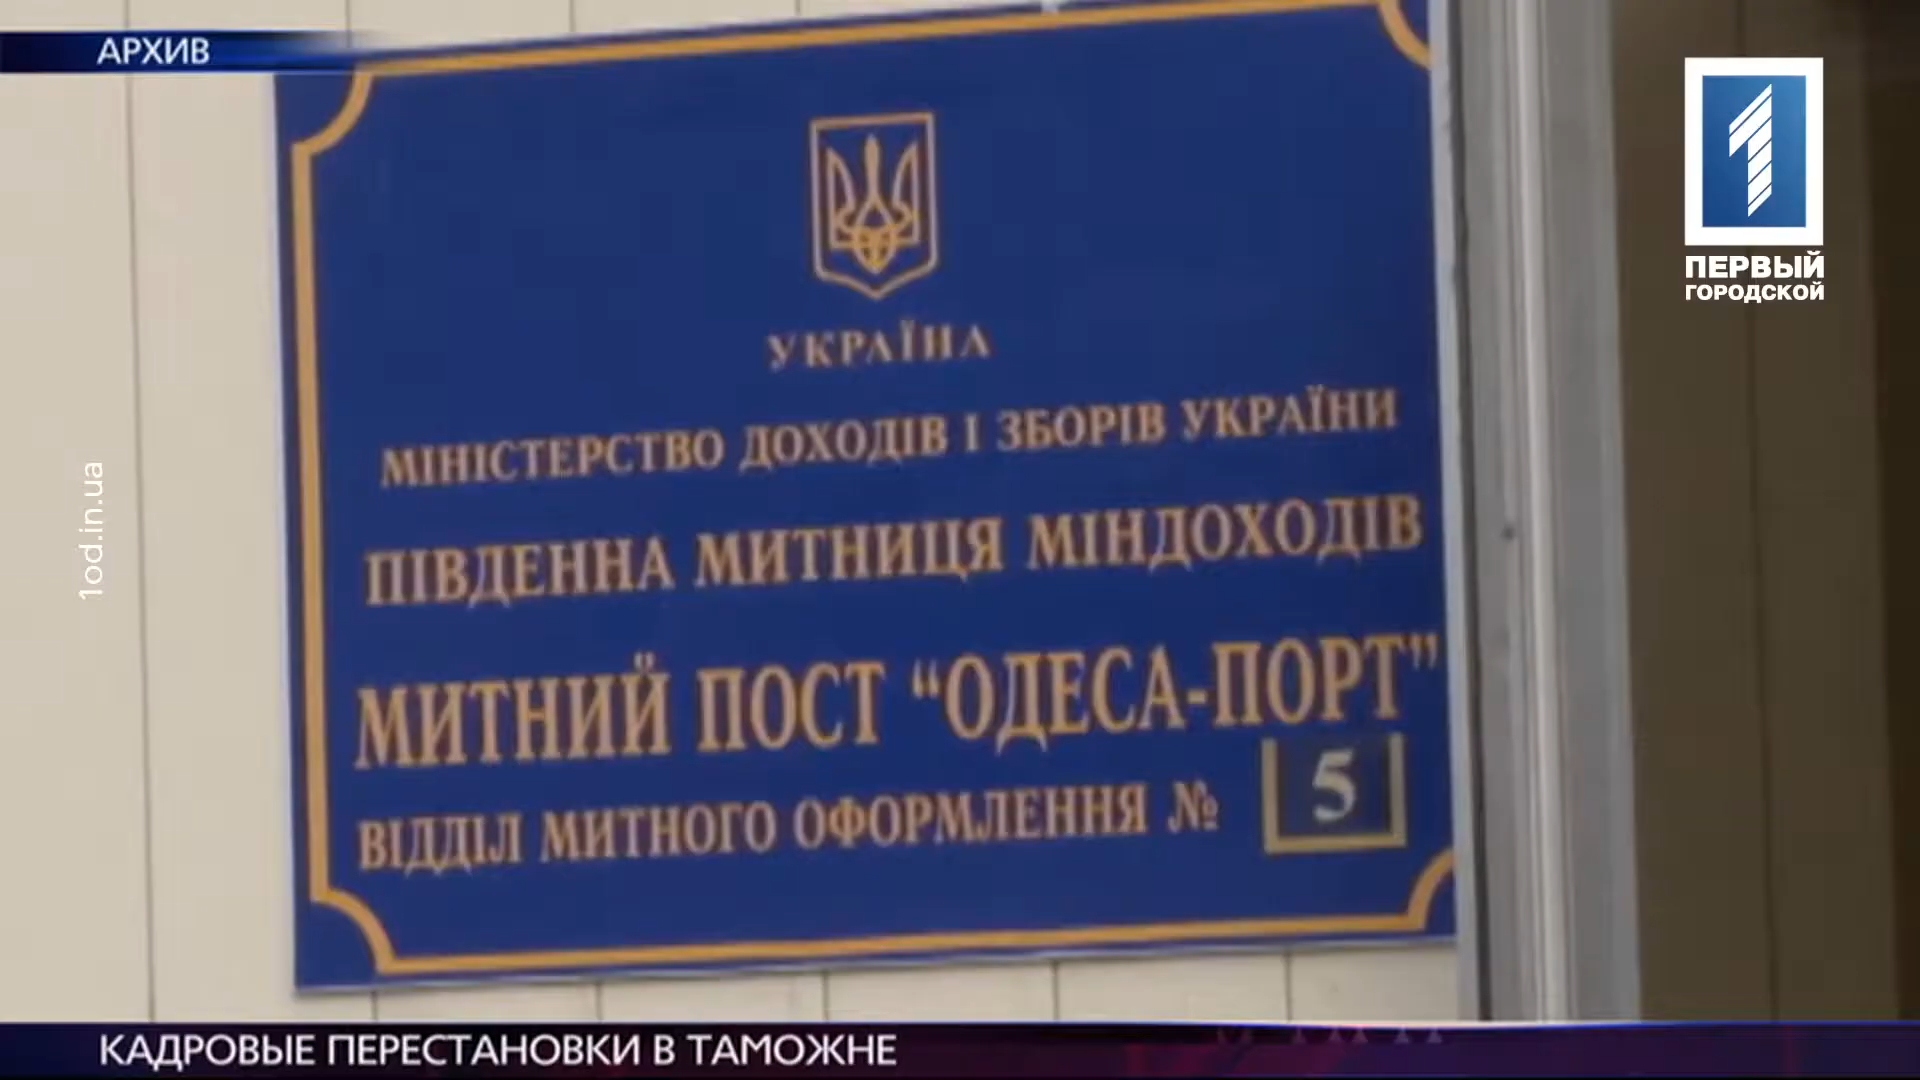 АРХИВ
ПЕРВЫЙ
ГОРОДСКОЙ
УКРАЇНА
МІНІСТЕРСТВО ДОХОДІВ І ЗБОРІВ УКРАЇНИ
ПІВДЕННА МИТНИЦЯ МІНДОХОДІВ
МИТНИЙ ПОСТ “ОДЕСА-ПОРТ”
ВІДДІЛ МИТНОГО ОФОРМЛЕННЯ № 5
1od.in.ua
КАДРОВЫЕ ПЕРЕСТАНОВКИ В ТАМОЖНЕ